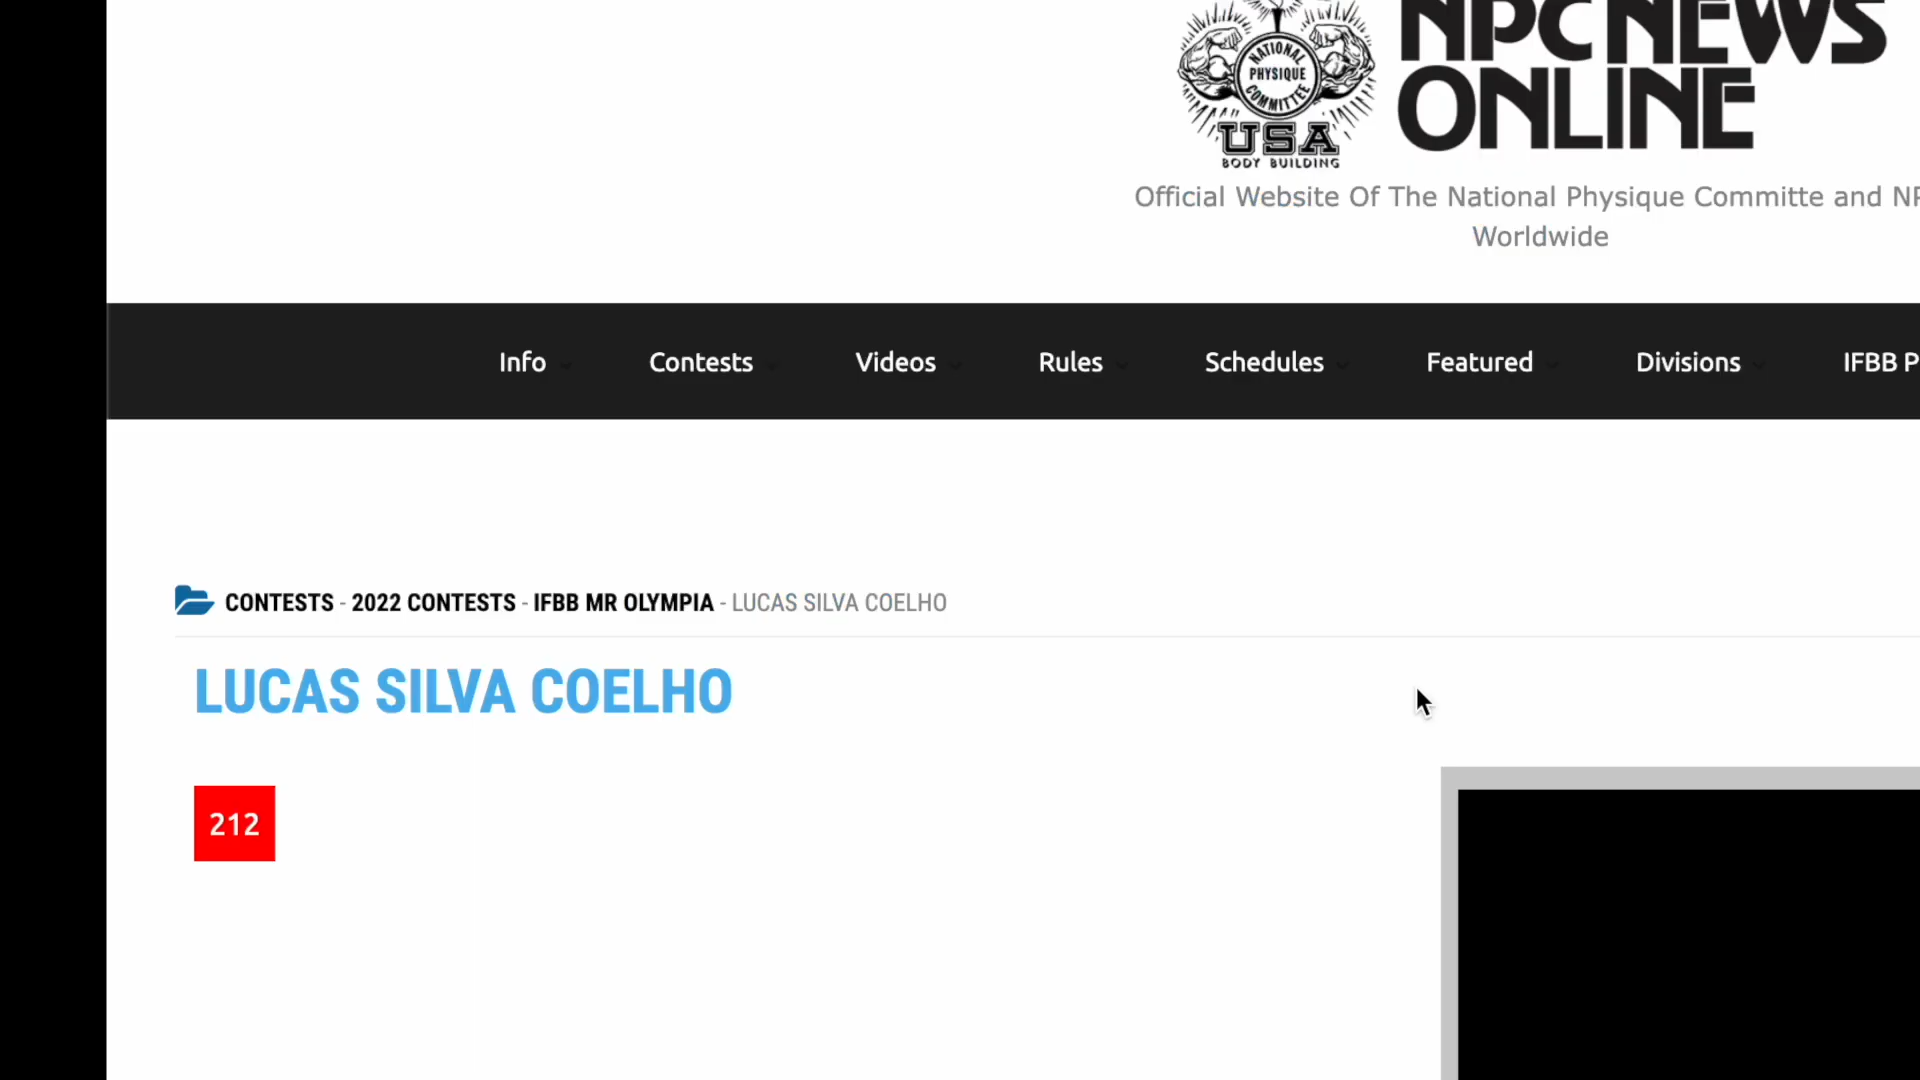 NPC NEWS
ONLINE
NATIONAL
PHYSIQUE
COMMITTEE
USA
BODY BUILDING
Official Website Of The National Physique Committe and
Worldwide
Info Contests Videos Rules Schedules Featured Divisions IFBB
CONTESTS - 2022 CONTESTS - IFBB MR OLYMPIA - LUCAS SILVA COELHO
LUCAS SILVA COELHO
212